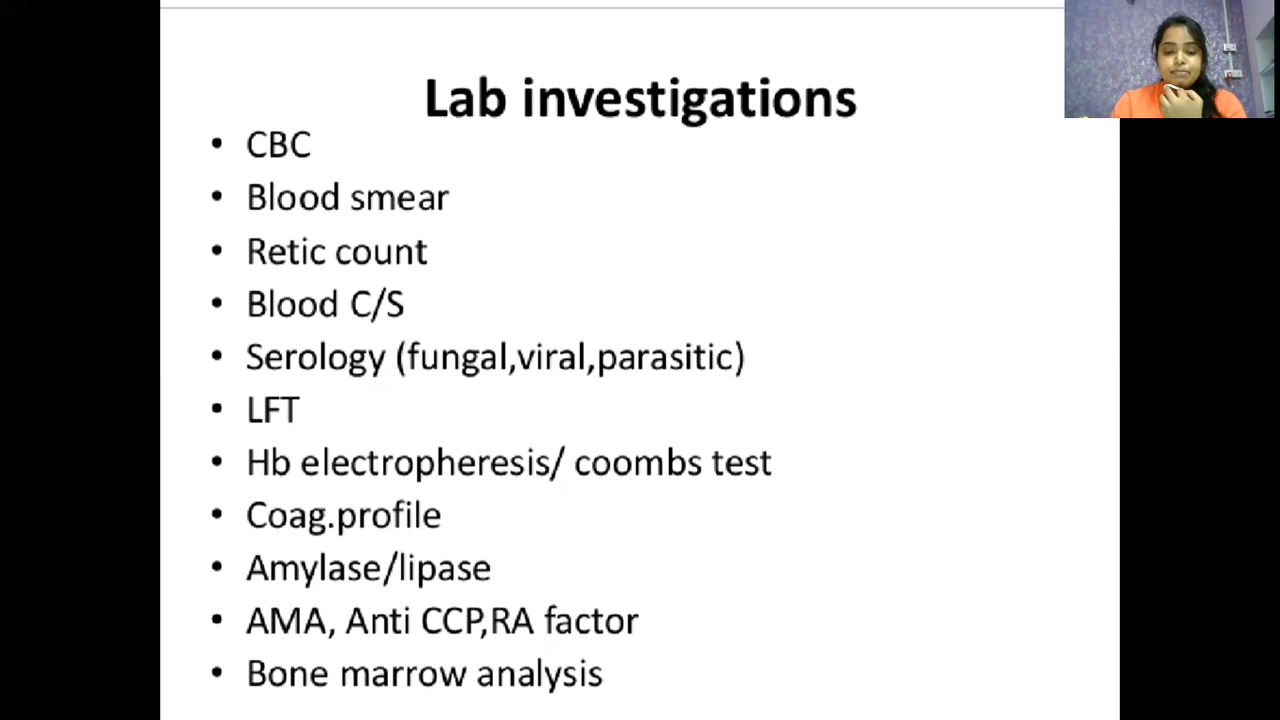 Lab investigations
• CBC
• Blood smear
• Retic count
• Blood C/S
• Serology (fungal,viral,parasitic)
• LFT
• Hb electropheresis/ coombs test
• Coag.profile
• Amylase/lipase
• AMA, Anti CCP,RA factor
• Bone marrow analysis